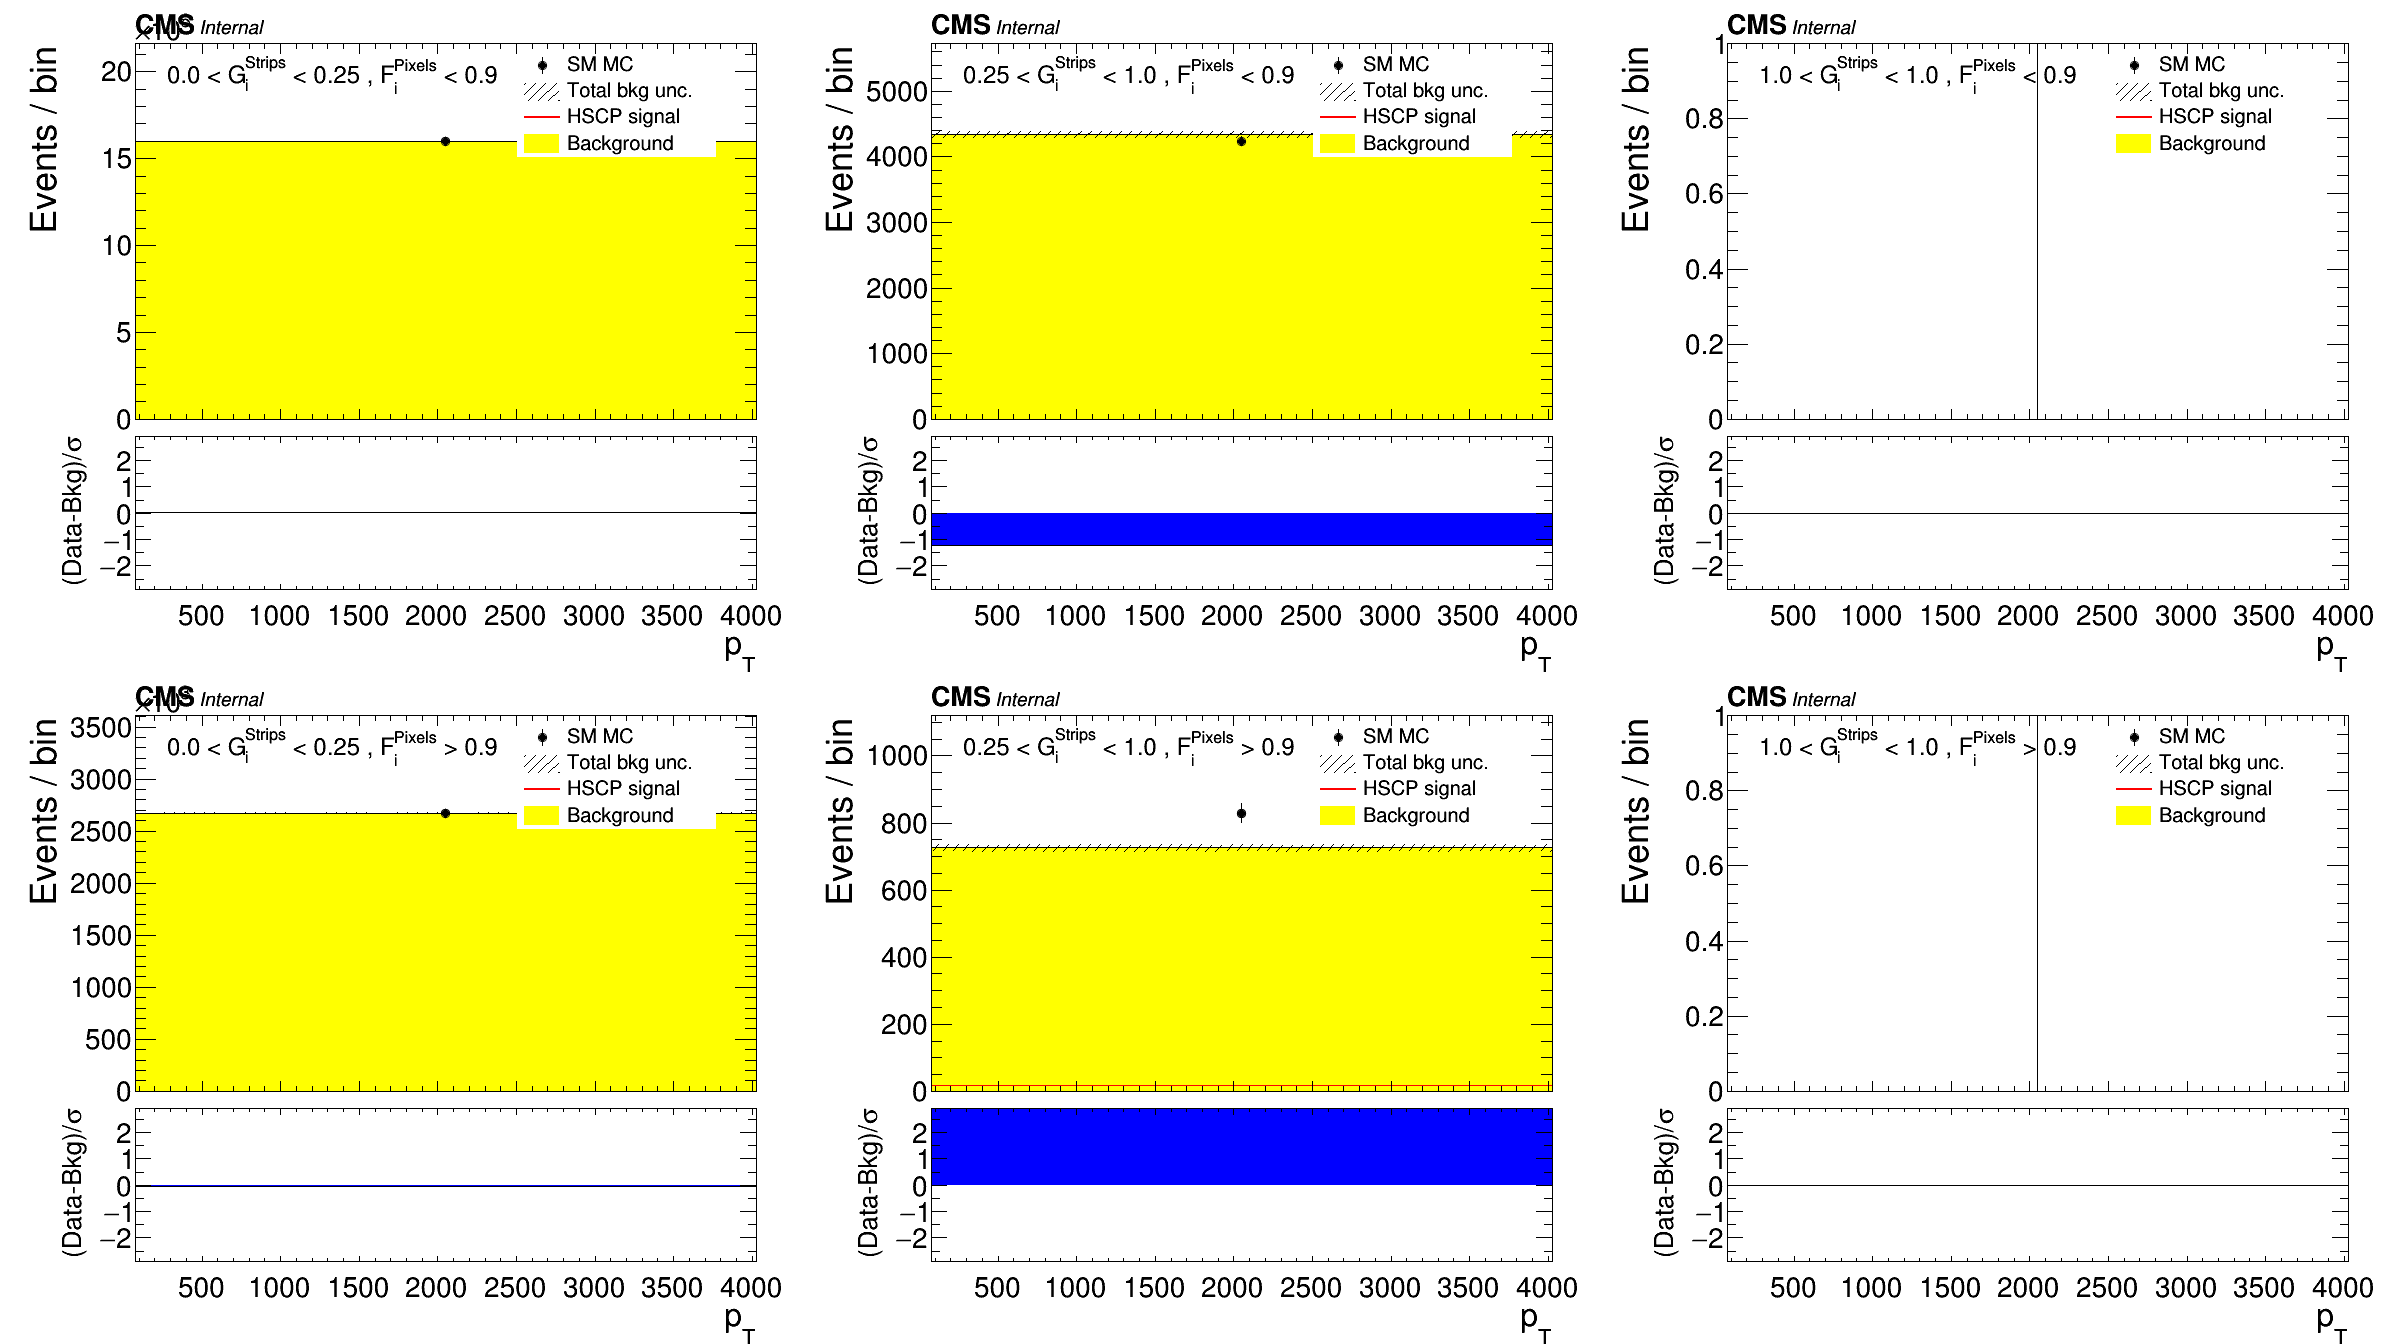 CMS Internal
0.0 < G_i^Strips < 0.25 , F_i^Pixels < 0.9
SM MC
Total bkg unc.
HSCP signal
Background
Events / bin
20
15
10
5
0
(Data-Bkg)/σ
2
1
0
−1
−2
500 1000 1500 2000 2500 3000 3500 4000
p_T
CMS Internal
0.25 < G_i^Strips < 1.0 , F_i^Pixels < 0.9
SM MC
Total bkg unc.
HSCP signal
Background
Events / bin
5000
4000
3000
2000
1000
0
(Data-Bkg)/σ
2
1
0
−1
−2
500 1000 1500 2000 2500 3000 3500 4000
p_T
CMS Internal
1.0 < G_i^Strips < 1.0 , F_i^Pixels < 0.9
SM MC
Total bkg unc.
HSCP signal
Background
Events / bin
1
0.8
0.6
0.4
0.2
0
(Data-Bkg)/σ
2
1
0
−1
−2
500 1000 1500 2000 2500 3000 3500 4000
p_T
CMS Internal
0.0 < G_i^Strips < 0.25 , F_i^Pixels > 0.9
SM MC
Total bkg unc.
HSCP signal
Background
Events / bin
3500
3000
2500
2000
1500
1000
500
0
(Data-Bkg)/σ
2
1
0
−1
−2
500 1000 1500 2000 2500 3000 3500 4000
p_T
CMS Internal
0.25 < G_i^Strips < 1.0 , F_i^Pixels > 0.9
SM MC
Total bkg unc.
HSCP signal
Background
Events / bin
1000
800
600
400
200
0
(Data-Bkg)/σ
2
1
0
−1
−2
500 1000 1500 2000 2500 3000 3500 4000
p_T
CMS Internal
1.0 < G_i^Strips < 1.0 , F_i^Pixels > 0.9
SM MC
Total bkg unc.
HSCP signal
Background
Events / bin
1
0.8
0.6
0.4
0.2
0
(Data-Bkg)/σ
2
1
0
−1
−2
500 1000 1500 2000 2500 3000 3500 4000
p_T